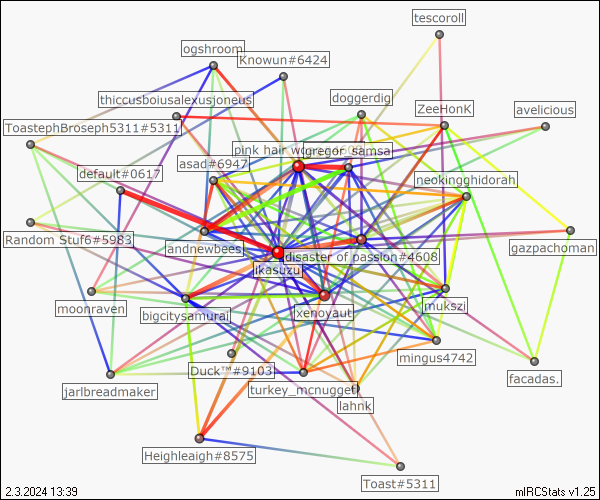 tescoroll
ogshroom
Knowun#6424
thiccusboiusalexusjoneus
doggerdig
ZeeHonK
avelicious
ToastephBroseph5311#5311
pink hair
gregor_samsa
asad#6947
default#0617
neokingghidorah
Random Stuf6#5983
andnewbees
disaster of passion#4608
gazpachoman
ikasuzu
moonraven
bigcitysamurai
xenoyaut
mukszi
mingus4742
Duck™#9103
facadas.
jarlbreadmaker
turkey_mcnugget
lahnk
Heighleaigh#8575
Toast#5311
2.3.2024 13:39
mIRCStats v1.25